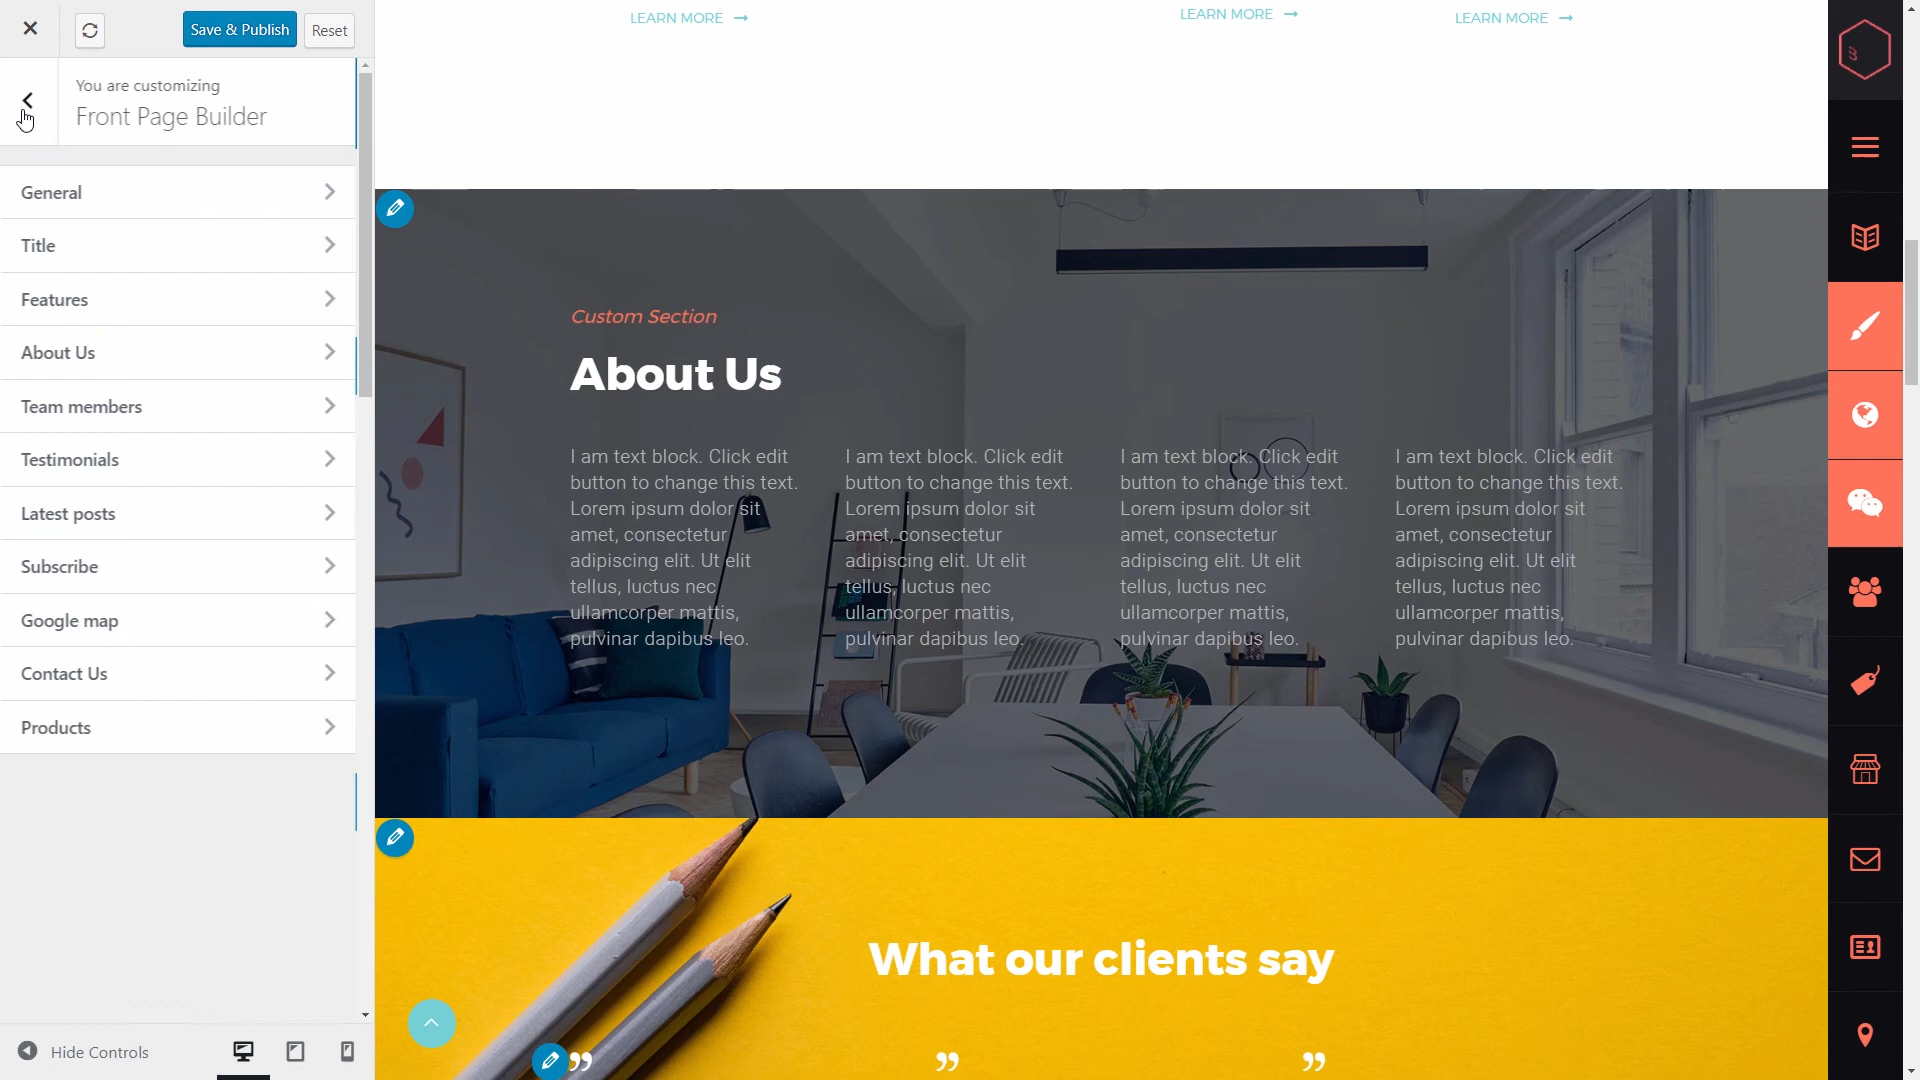 Save & Publish
Reset
You are customizing
Front Page Builder
General
Title
Features
About Us
Team members
Testimonials
Latest posts
Subscribe
Google map
Contact Us
Products
Hide Controls
LEARN MORE →
LEARN MORE →
LEARN MORE →
Custom Section
About Us
I am text block. Click edit
button to change this text.
Lorem ipsum dolor sit
amet, consectetur
adipiscing elit. Ut elit
tellus, luctus nec
ullamcorper mattis,
pulvinar dapibus leo.
I am text block. Click edit
button to change this text.
Lorem ipsum dolor sit
amet, consectetur
adipiscing elit. Ut elit
tellus, luctus nec
ullamcorper mattis,
pulvinar dapibus leo.
I am text block. Click edit
button to change this text.
Lorem ipsum dolor sit
amet, consectetur
adipiscing elit. Ut elit
tellus, luctus nec
ullamcorper mattis,
pulvinar dapibus leo.
I am text block. Click edit
button to change this text.
Lorem ipsum dolor sit
amet, consectetur
adipiscing elit. Ut elit
tellus, luctus nec
ullamcorper mattis,
pulvinar dapibus leo.
What our clients say
” ” ”